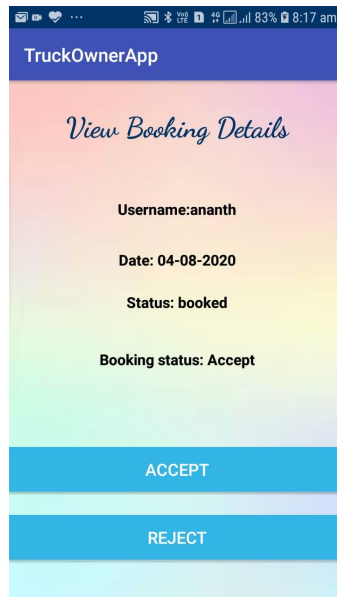 83% 8:17 am
TruckOwnerApp
View Booking Details
Username:ananth
Date: 04-08-2020
Status: booked
Booking status: Accept
ACCEPT
REJECT